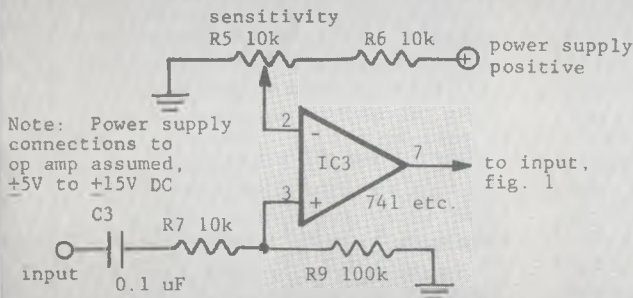 sensitivity
R5 10k
R6 10k
+
power supply
positive
Note: Power supply
connections to
op amp assumed,
±5V to ±15V DC
2
-
IC3
7
to input,
fig. 1
3
+
741 etc.
C3
R7 10k
input
0.1 uF
R9 100k